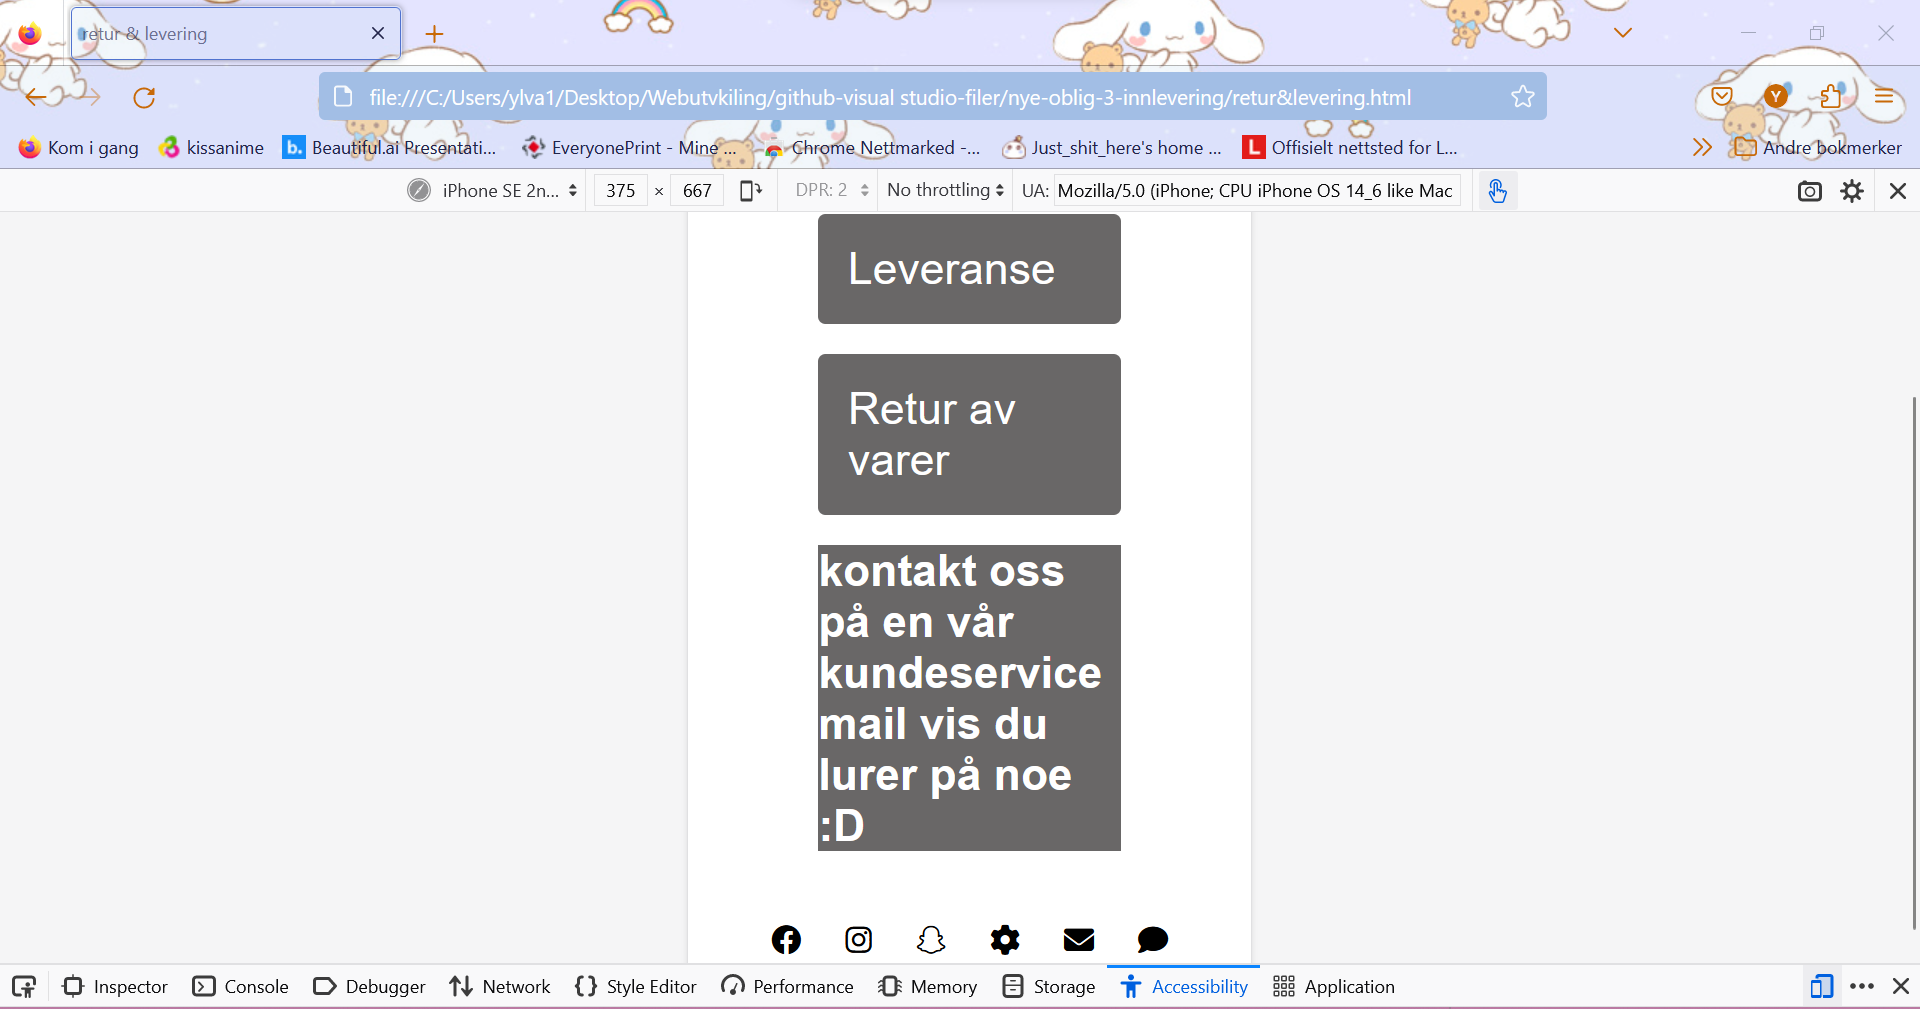 retur & levering
file:///C:/Users/ylva1/Desktop/Webutvkiling/github-visual studio-filer/nye-oblig-3-innlevering/retur&levering.html
Y
Kom i gang kissanime b. Beautiful.ai Presentati... EveryonePrint - Mine ... Chrome Nettmarked -... Just_shit_here's home ... L Offisielt nettsted for L... Andre bokmerker
iPhone SE 2n... 375 × 667 DPR: 2 No throttling UA: Mozilla/5.0 (iPhone; CPU iPhone OS 14_6 like Mac
Leveranse
Retur av
varer
kontakt oss
på en vår
kundeservice
mail vis du
lurer på noe
:D
Inspector Console Debugger Network Style Editor Performance Memory Storage Accessibility Application